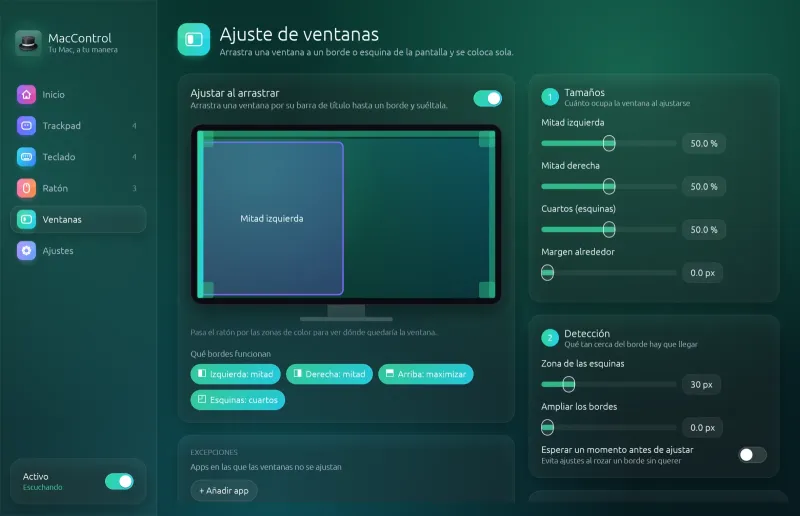 MacControl
Tu Mac, a tu manera
Inicio
Trackpad 4
Teclado 4
Ratón 3
Ventanas
Ajustes
Activo
Escuchando
Ajuste de ventanas
Arrastra una ventana a un borde o esquina de la pantalla y se coloca sola.
Ajustar al arrastrar
Arrastra una ventana por su barra de título hasta un borde y suéltala.
Mitad izquierda
Pasa el ratón por las zonas de color para ver dónde quedaría la ventana.
Qué bordes funcionan
Izquierda: mitad
Derecha: mitad
Arriba: maximizar
Esquinas: cuartos
EXCEPCIONES
Apps en las que las ventanas no se ajustan
+ Añadir app
1 Tamaños
Cuánto ocupa la ventana al ajustarse
Mitad izquierda
50.0 %
Mitad derecha
50.0 %
Cuartos (esquinas)
50.0 %
Margen alrededor
0.0 px
2 Detección
Qué tan cerca del borde hay que llegar
Zona de las esquinas
30 px
Ampliar los bordes
0.0 px
Esperar un momento antes de ajustar
Evita ajustes al rozar un borde sin querer